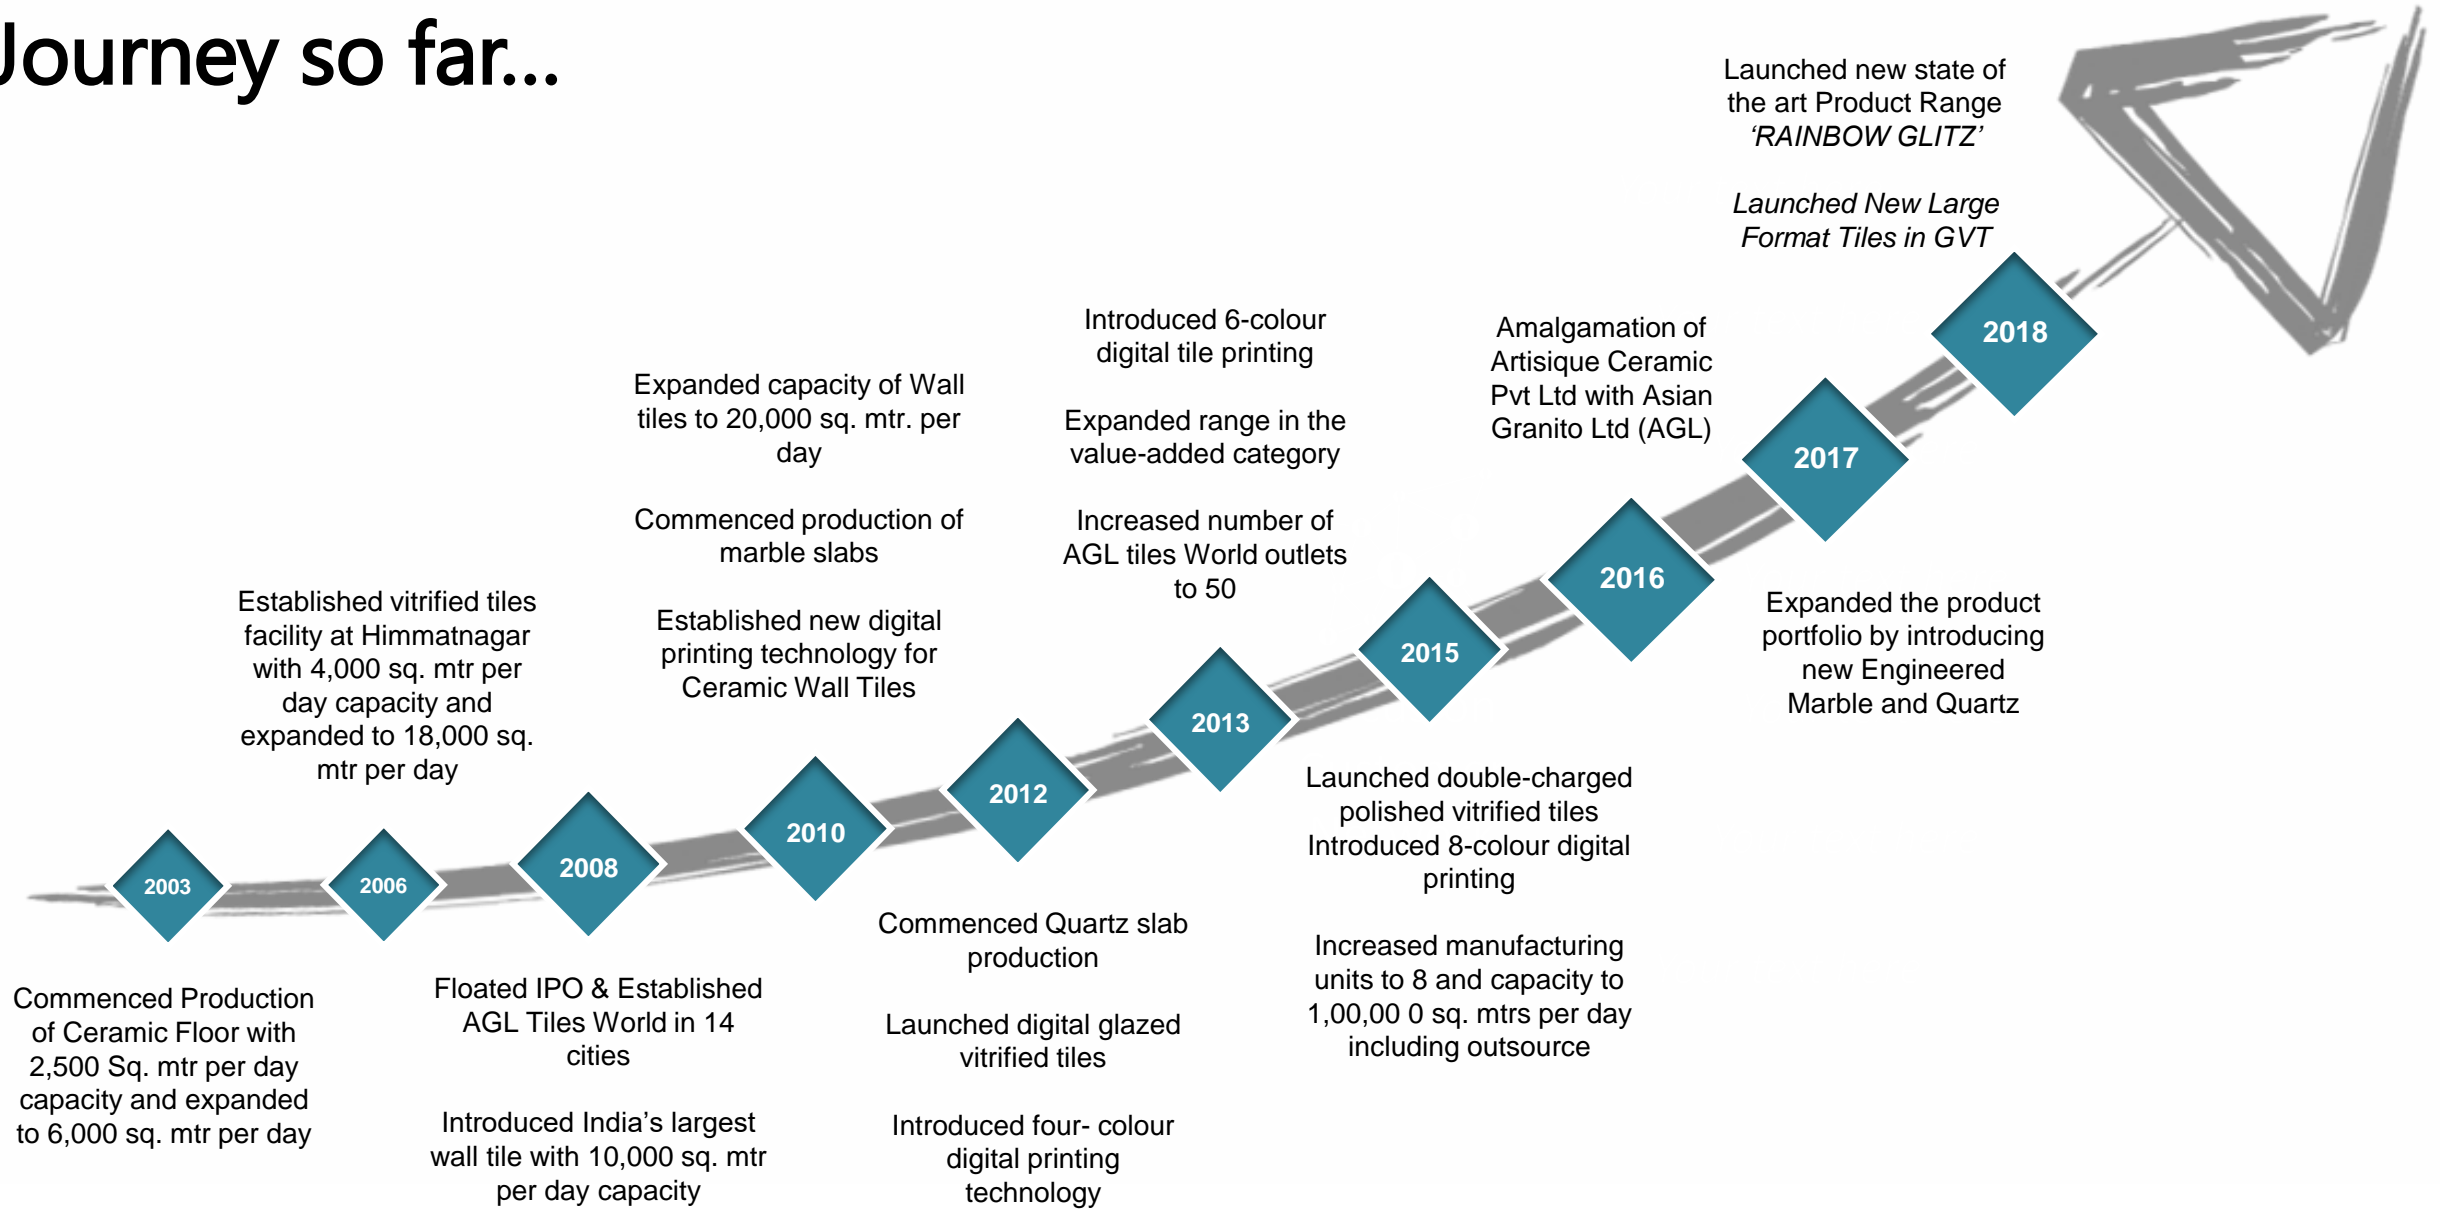 Journey so far...
Launched new state of
the art Product Range
‘RAINBOW GLITZ’
Launched New Large
Format Tiles in GVT
2018
Introduced 6-colour
digital tile printing
Expanded range in the
value-added category
Increased number of
AGL tiles World outlets
to 50
Amalgamation of
Artisique Ceramic
Pvt Ltd with Asian
Granito Ltd (AGL)
2017
Expanded capacity of Wall
tiles to 20,000 sq. mtr. per
day
Commenced production of
marble slabs
Established new digital
printing technology for
Ceramic Wall Tiles
2016
Established vitrified tiles
facility at Himmatnagar
with 4,000 sq. mtr per
day capacity and
expanded to 18,000 sq.
mtr per day
Expanded the product
portfolio by introducing
new Engineered
Marble and Quartz
2015
2013
2012
2010
2008
2006
2003
Launched double-charged
polished vitrified tiles
Introduced 8-colour digital
printing
Increased manufacturing
units to 8 and capacity to
1,00,00 0 sq. mtrs per day
including outsource
Commenced Quartz slab
production
Launched digital glazed
vitrified tiles
Introduced four- colour
digital printing
technology
Floated IPO & Established
AGL Tiles World in 14
cities
Introduced India’s largest
wall tile with 10,000 sq. mtr
per day capacity
Commenced Production
of Ceramic Floor with
2,500 Sq. mtr per day
capacity and expanded
to 6,000 sq. mtr per day